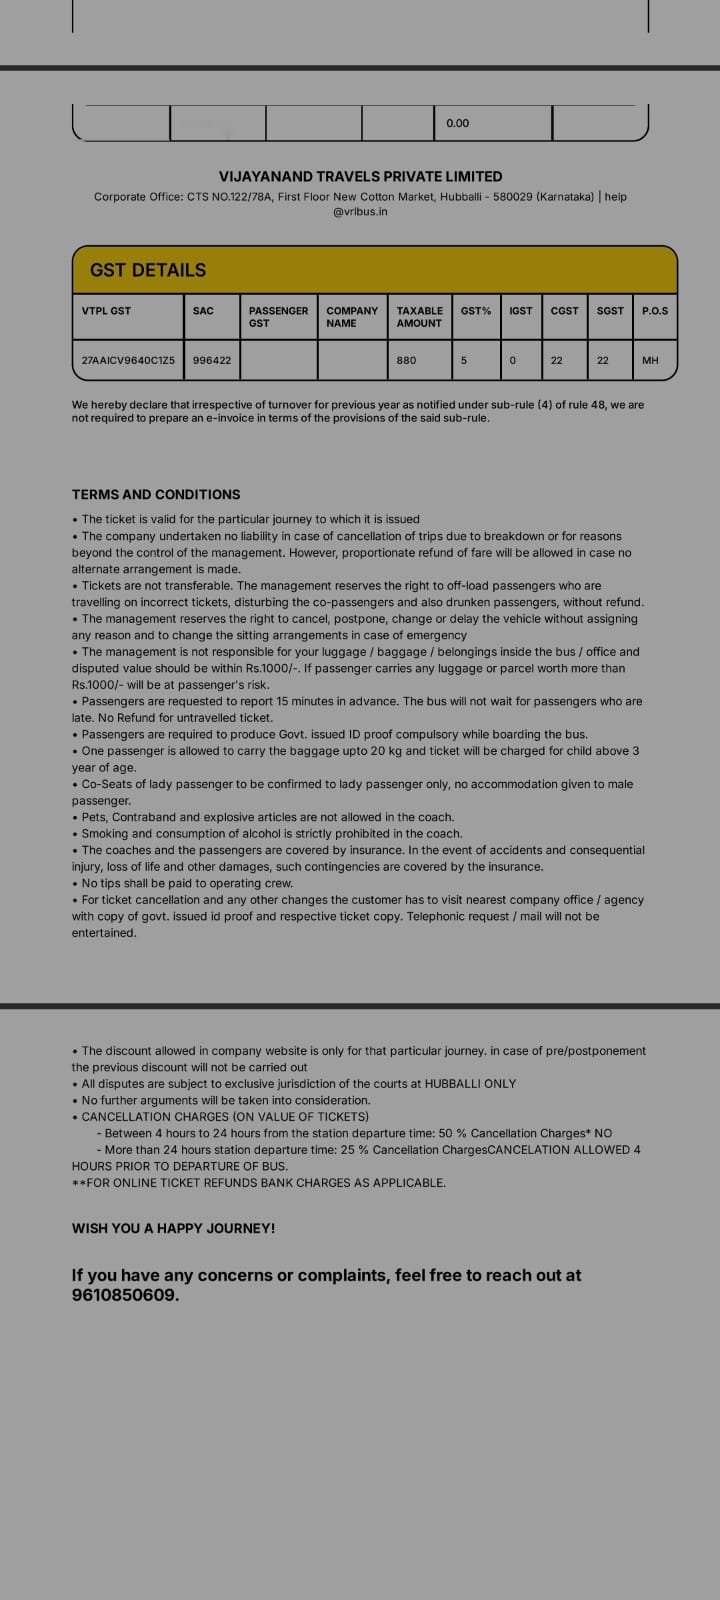 0.00
VIJAYANAND TRAVELS PRIVATE LIMITED
Corporate Office: CTS NO.122/78A, First Floor New Cotton Market, Hubballi - 580029 (Karnataka) | help
@vrlbus.in
GST DETAILS
VTPL GST SAC PASSENGER GST COMPANY NAME TAXABLE AMOUNT GST% IGST CGST SGST P.O.S
27AAICV9640C1Z5 996422 880 5 0 22 22 MH
We hereby declare that irrespective of turnover for previous year as notified under sub-rule (4) of rule 48, we are
not required to prepare an e-invoice in terms of the provisions of the said sub-rule.
TERMS AND CONDITIONS
• The ticket is valid for the particular journey to which it is issued
• The company undertaken no liability in case of cancellation of trips due to breakdown or for reasons
beyond the control of the management. However, proportionate refund of fare will be allowed in case no
alternate arrangement is made.
• Tickets are not transferable. The management reserves the right to off-load passengers who are
travelling on incorrect tickets, disturbing the co-passengers and also drunken passengers, without refund.
• The management reserves the right to cancel, postpone, change or delay the vehicle without assigning
any reason and to change the sitting arrangements in case of emergency
• The management is not responsible for your luggage / baggage / belongings inside the bus / office and
disputed value should be within Rs.1000/-. If passenger carries any luggage or parcel worth more than
Rs.1000/- will be at passenger's risk.
• Passengers are requested to report 15 minutes in advance. The bus will not wait for passengers who are
late. No Refund for untravelled ticket.
• Passengers are required to produce Govt. issued ID proof compulsory while boarding the bus.
• One passenger is allowed to carry the baggage upto 20 kg and ticket will be charged for child above 3
year of age.
• Co-Seats of lady passenger to be confirmed to lady passenger only, no accommodation given to male
passenger.
• Pets, Contraband and explosive articles are not allowed in the coach.
• Smoking and consumption of alcohol is strictly prohibited in the coach.
• The coaches and the passengers are covered by insurance. In the event of accidents and consequential
injury, loss of life and other damages, such contingencies are covered by the insurance.
• No tips shall be paid to operating crew.
• For ticket cancellation and any other changes the customer has to visit nearest company office / agency
with copy of govt. issued id proof and respective ticket copy. Telephonic request / mail will not be
entertained.
• The discount allowed in company website is only for that particular journey. in case of pre/postponement
the previous discount will not be carried out
• All disputes are subject to exclusive jurisdiction of the courts at HUBBALLI ONLY
• No further arguments will be taken into consideration.
• CANCELLATION CHARGES (ON VALUE OF TICKETS)
- Between 4 hours to 24 hours from the station departure time: 50 % Cancellation Charges* NO
- More than 24 hours station departure time: 25 % Cancellation ChargesCANCELATION ALLOWED 4
HOURS PRIOR TO DEPARTURE OF BUS.
**FOR ONLINE TICKET REFUNDS BANK CHARGES AS APPLICABLE.
WISH YOU A HAPPY JOURNEY!
If you have any concerns or complaints, feel free to reach out at
9610850609.